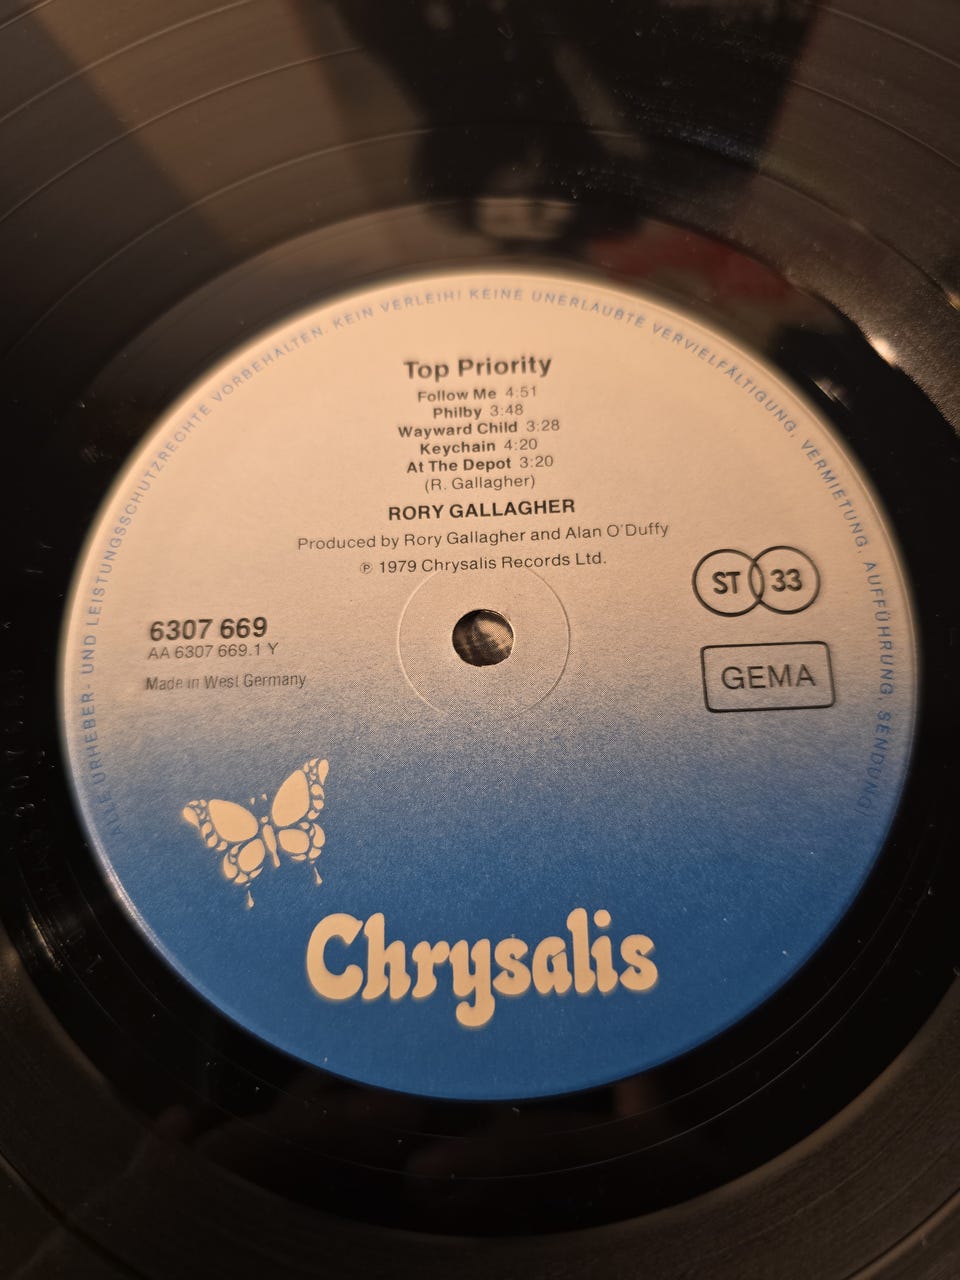 ALLE URHEBER- UND LEISTUNGSSCHUTZRECHTE VORBEHALTEN. KEIN VERLEIH! KEINE UNERLAUBTE VERVIELFÄLTIGUNG, VERMIETUNG, AUFFÜHRUNG, SENDUNG!
Top Priority
Follow Me 4:51
Philby 3:48
Wayward Child 3:28
Keychain 4:20
At The Depot 3:20
(R. Gallagher)
RORY GALLAGHER
Produced by Rory Gallagher and Alan O'Duffy
℗ 1979 Chrysalis Records Ltd.
ST 33
6307 669
AA 6307 669.1 Y
Made in West Germany
GEMA
Chrysalis